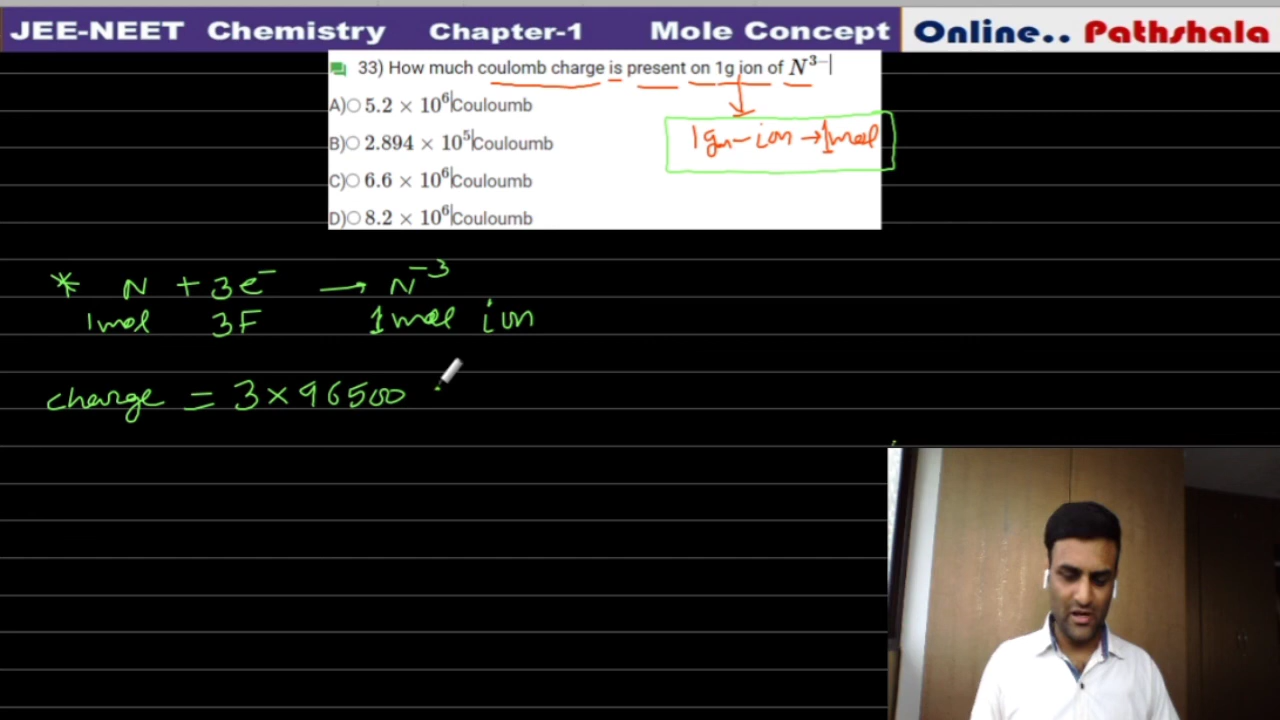 JEE-NEET Chemistry Chapter-1 Mole Concept Online.. Pathshala
33) How much coulomb charge is present on 1g ion of N³⁻
1gm-ion → 1mol
A) 5.2 × 10⁶ Couloumb
B) 2.894 × 10⁵ Couloumb
C) 6.6 × 10⁶ Couloumb
D) 8.2 × 10⁶ Couloumb
* N + 3e⁻ → N⁻³
1mol 3F 1mol ion
charge = 3 × 96500